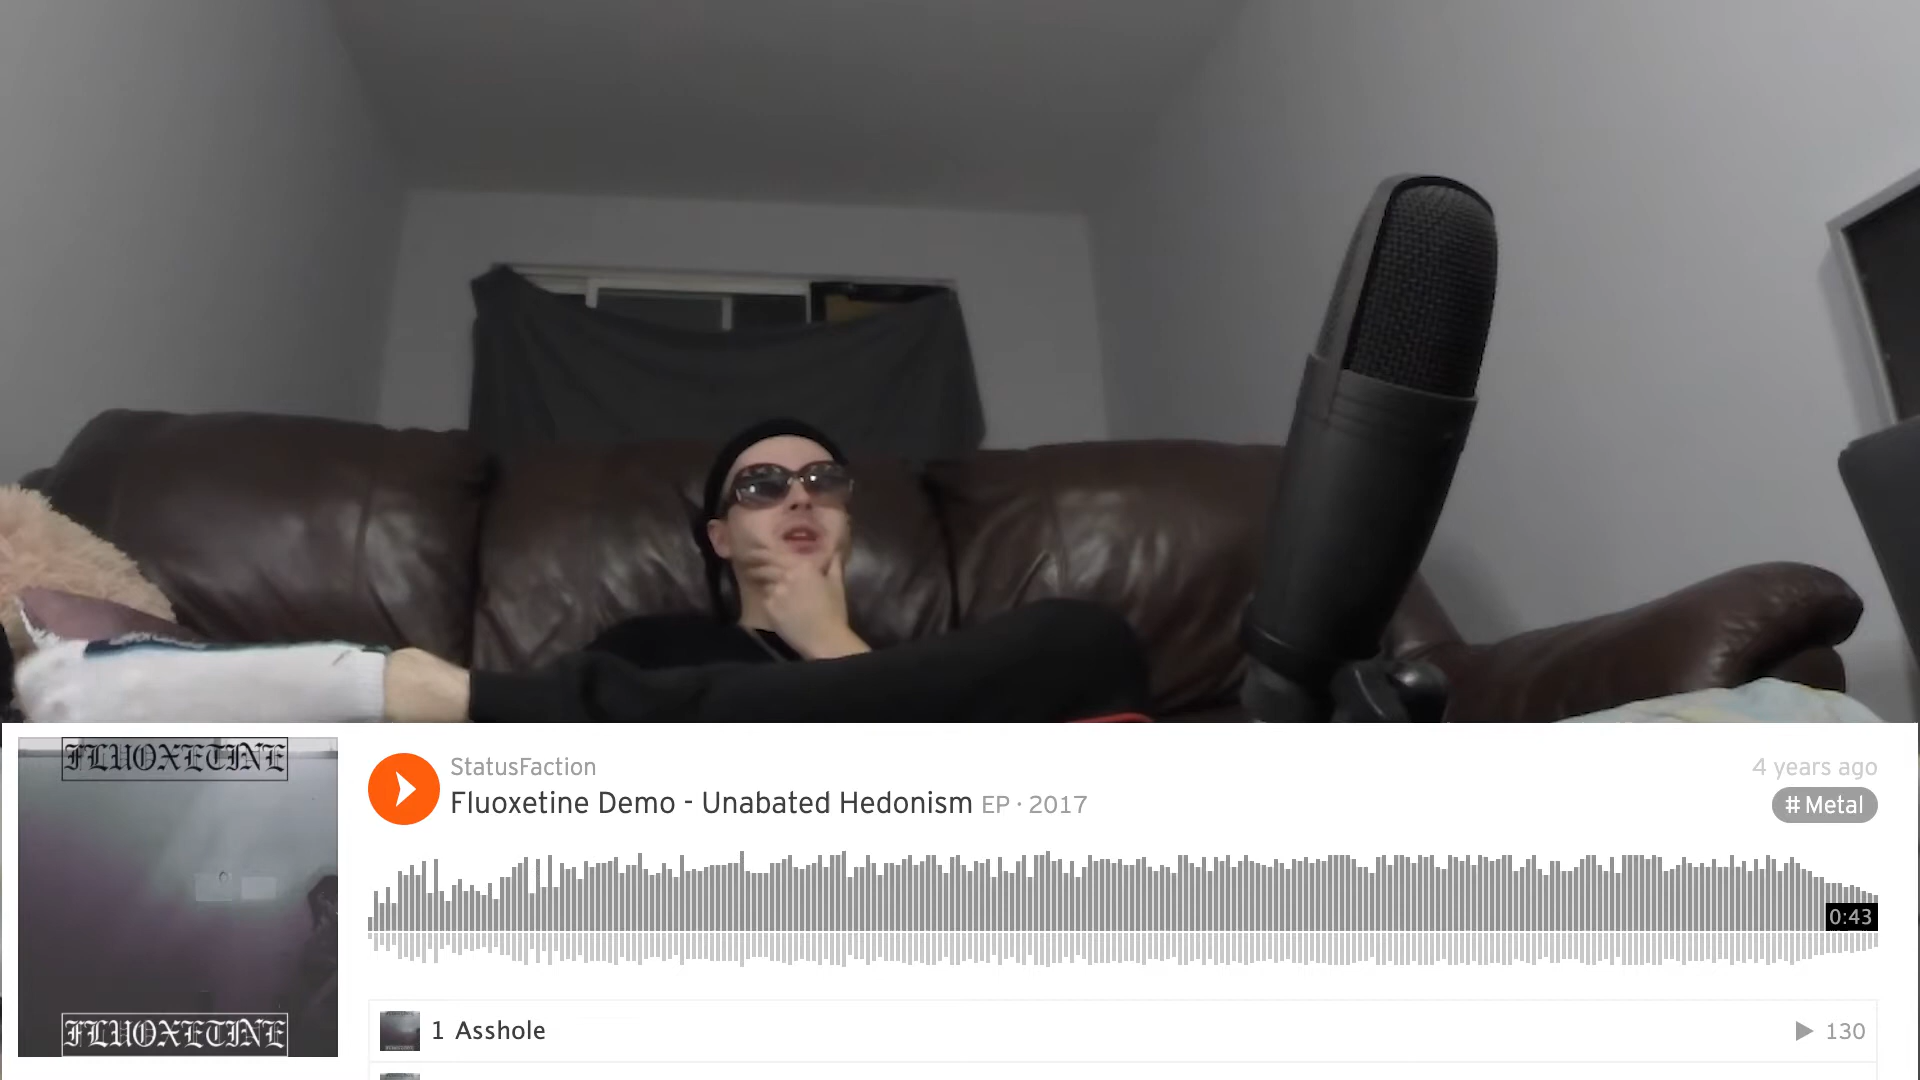 FLUOXETINE
StatusFaction
4 years ago
Fluoxetine Demo - Unabated Hedonism EP · 2017
# Metal
0:43
1 Asshole
130
FLUOXETINE